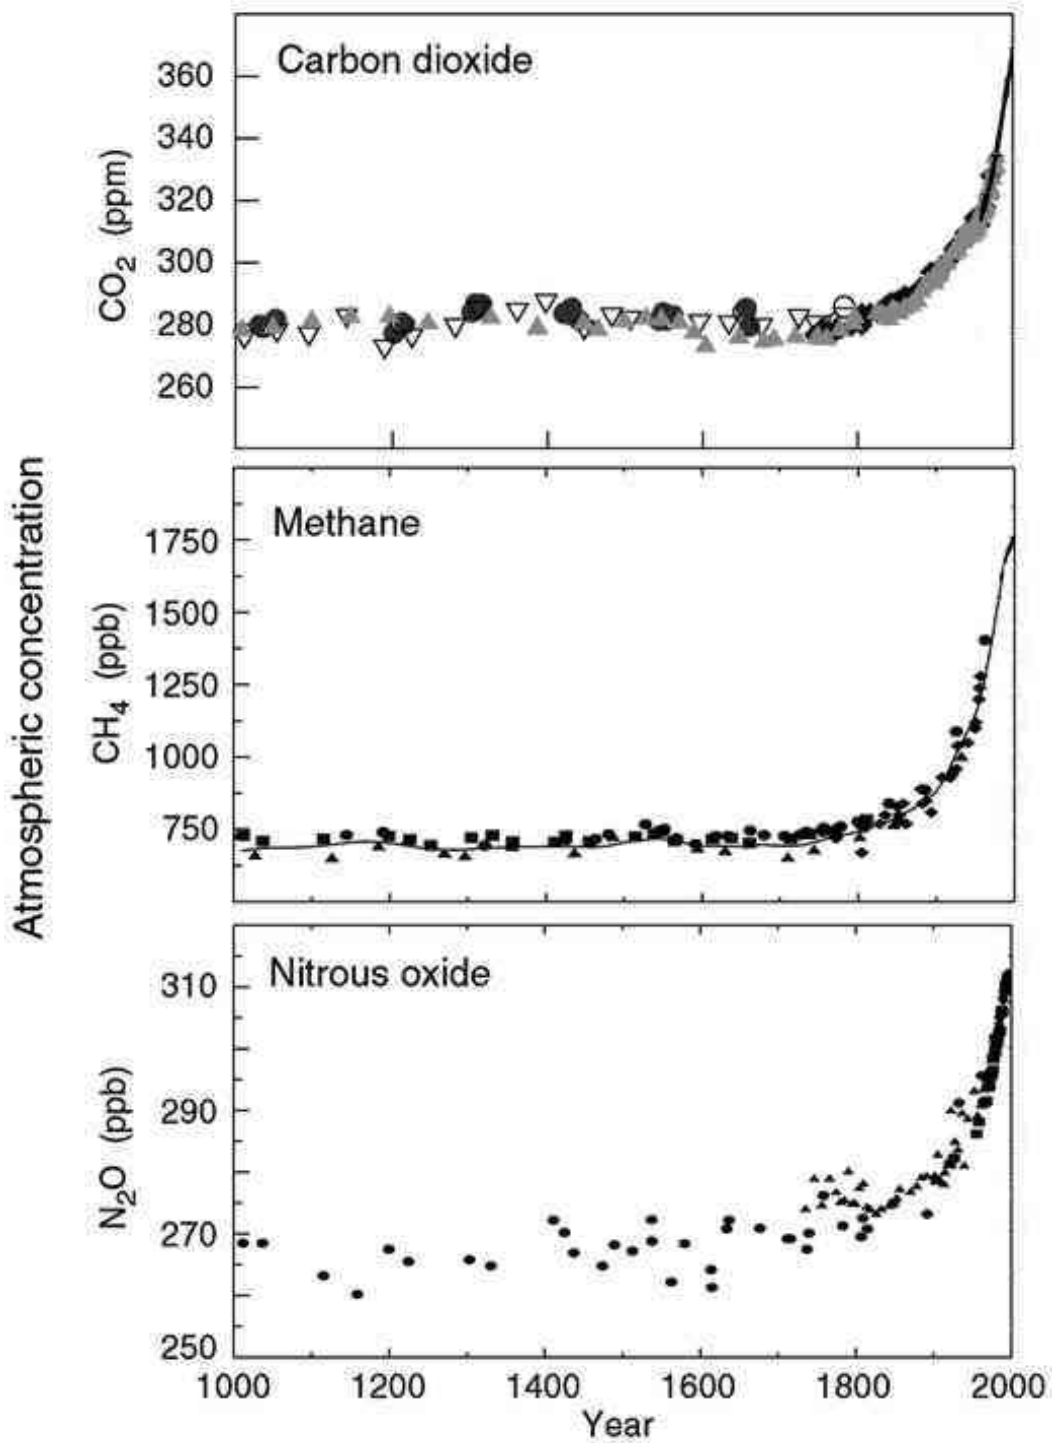 Atmospheric concentration
Carbon dioxide
CO₂ (ppm)
360
340
320
300
280
260
Methane
CH₄ (ppb)
1750
1500
1250
1000
750
Nitrous oxide
N₂O (ppb)
310
290
270
250
1000 1200 1400 1600 1800 2000
Year